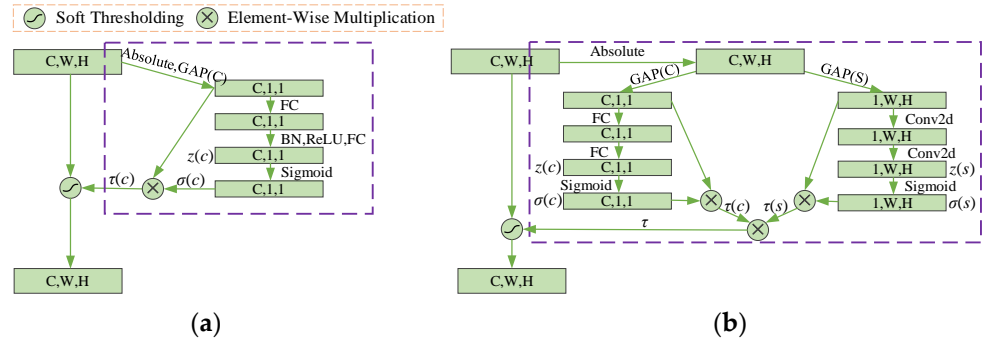 Soft Thresholding
Element-Wise Multiplication
C,W,H
Absolute,GAP(C)
C,1,1
FC
C,1,1
BN,ReLU,FC
z(c)
C,1,1
Sigmoid
τ(c)
σ(c)
C,1,1
C,W,H
(a)
C,W,H
Absolute
C,W,H
GAP(C)
GAP(S)
C,1,1
FC
C,1,1
FC
z(c)
C,1,1
Sigmoid
σ(c)
C,1,1
1,W,H
Conv2d
1,W,H
Conv2d
1,W,H
z(s)
Sigmoid
1,W,H
σ(s)
τ(c)
τ(s)
τ
C,W,H
(b)